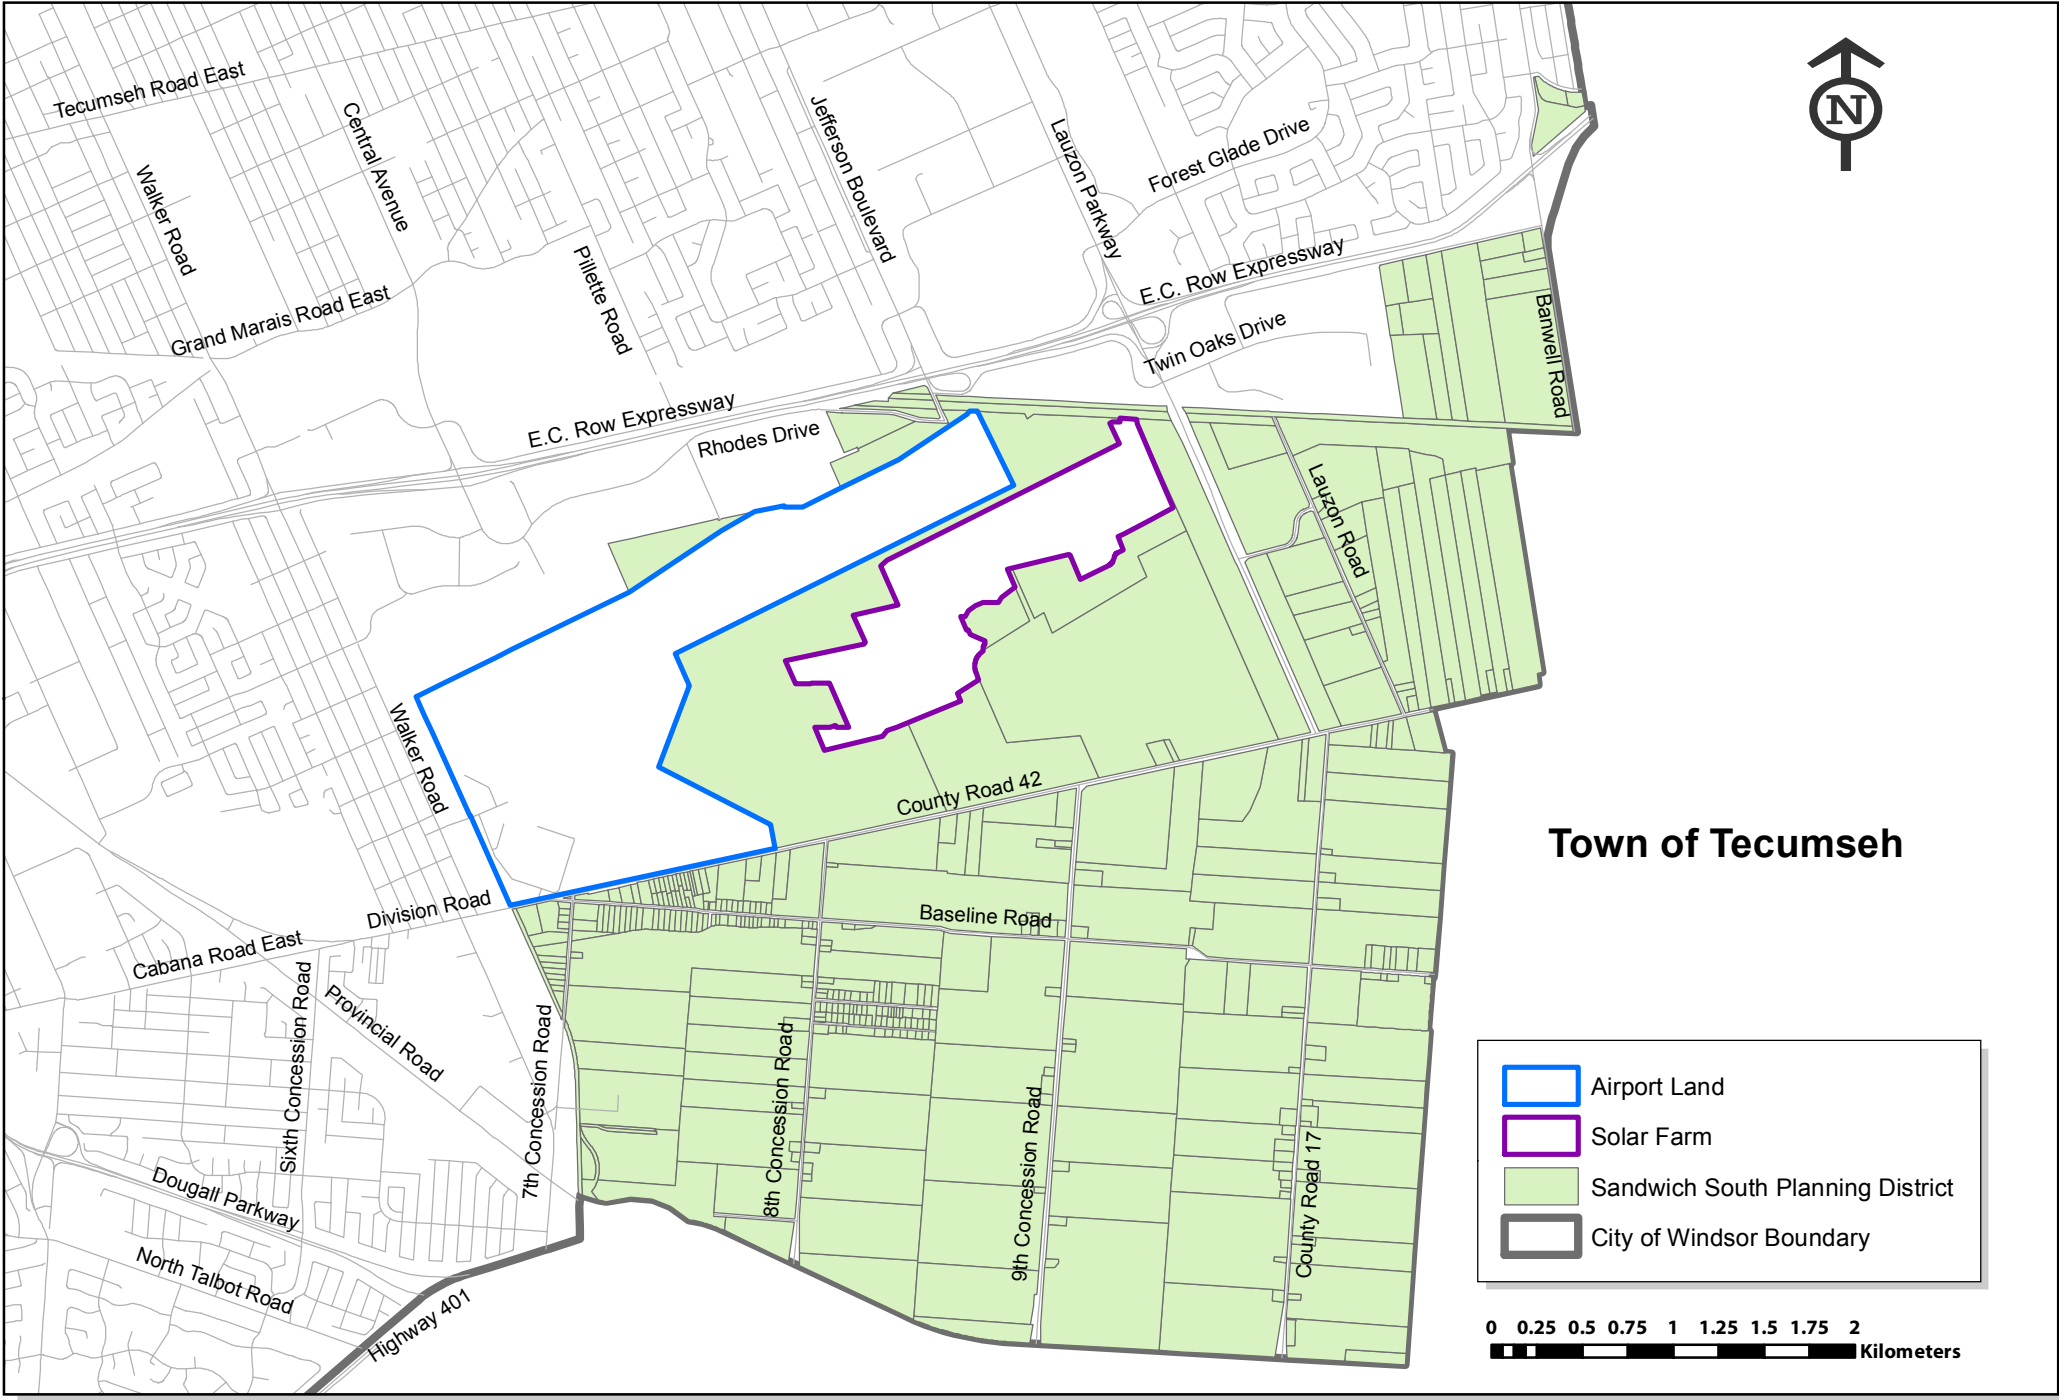 Tecumseh Road East
Central Avenue
Walker Road
Jefferson Boulevard
Lauzon Parkway
Forest Glade Drive
N
Grand Marais Road East
Pillette Road
E.C. Row Expressway
Twin Oaks Drive
Banwell Road
E.C. Row Expressway
Rhodes Drive
Lauzon Road
Walker Road
County Road 42
Town of Tecumseh
Division Road
Baseline Road
Cabana Road East
Sixth Concession Road
Provincial Road
7th Concession Road
8th Concession Road
9th Concession Road
County Road 17
Dougall Parkway
North Talbot Road
Highway 401
Airport Land
Solar Farm
Sandwich South Planning District
City of Windsor Boundary
0 0.25 0.5 0.75 1 1.25 1.5 1.75 2
Kilometers